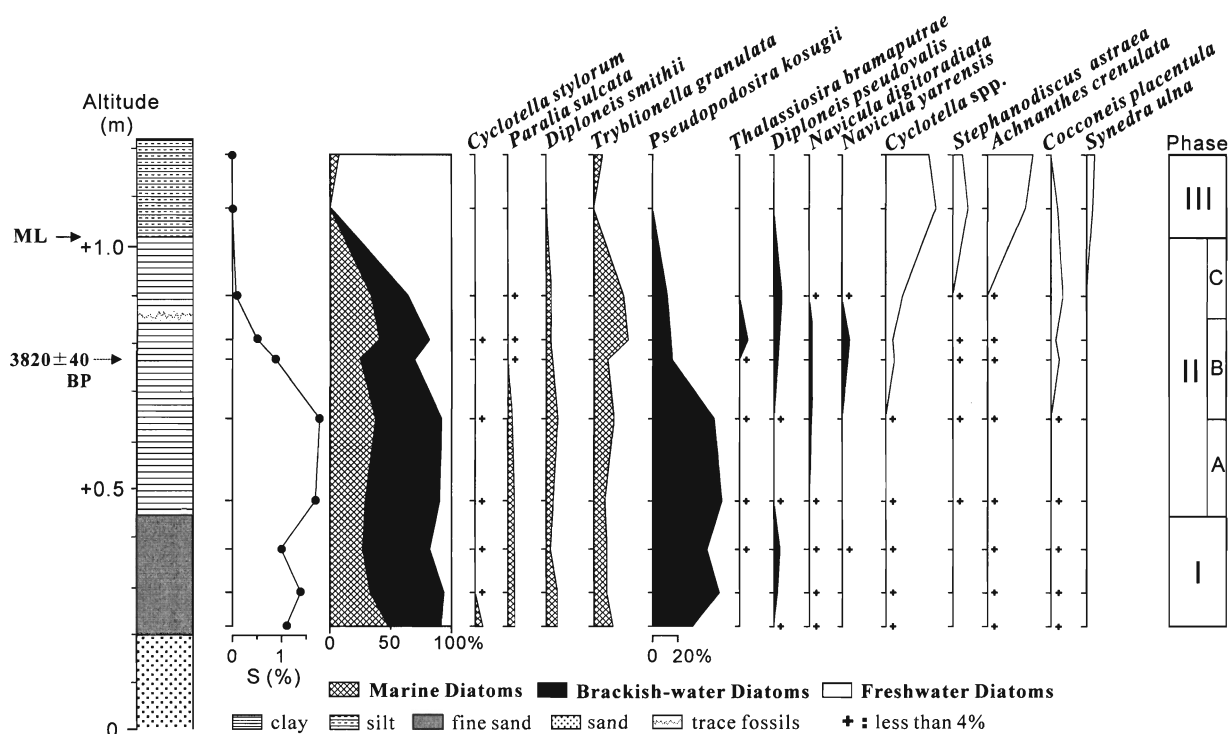 Cyclotella stylorum
Paralia sulcata
Diploneis smithii
Tryblionella granulata
Pseudopodosira kosugii
Thalassiosira bramaputrae
Diploneis pseudovalis
Navicula digitoradiata
Navicula yarrensis
Cyclotella spp.
Stephanodiscus astraea
Achnanthes crenulata
Cocconeis placentula
Synedra ulna
Altitude
(m)
Phase
III
ML
+1.0
C
3820±40
BP
II
B
A
+0.5
I
0 1
S (%)
0 50 100%
0 20%
Marine Diatoms Brackish-water Diatoms Freshwater Diatoms
0
clay silt fine sand sand trace fossils + : less than 4%